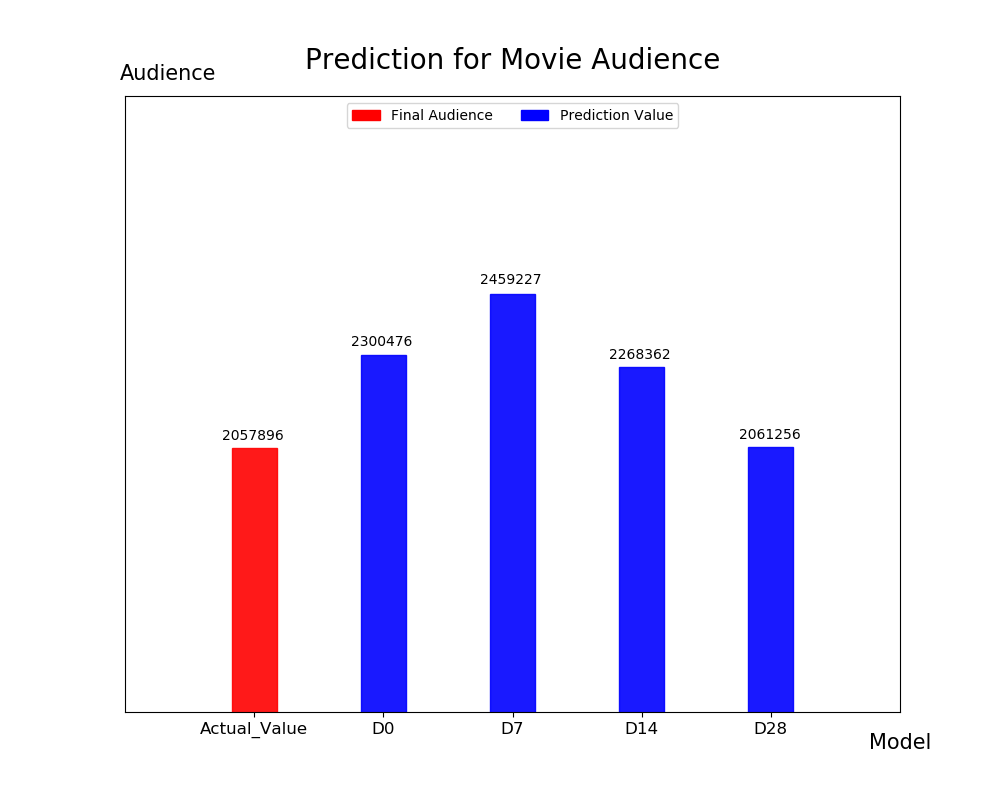 Prediction for Movie Audience
Audience
Final Audience
Prediction Value
2459227
2300476
2268362
2057896
2061256
Actual_Value
D0
D7
D14
D28
Model